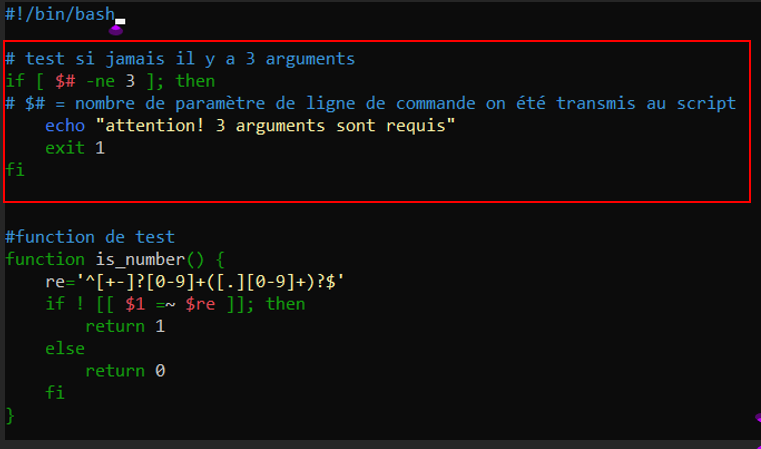 #!/bin/bash
# test si jamais il y a 3 arguments
if [ $# -ne 3 ]; then
# $# = nombre de paramètre de ligne de commande on été transmis au script
    echo "attention! 3 arguments sont requis"
    exit 1
fi
#function de test
function is_number() {
    re='^[+-]?[0-9]+([.][0-9]+)?$'
    if ! [[ $1 =~ $re ]]; then
        return 1
    else
        return 0
    fi
}